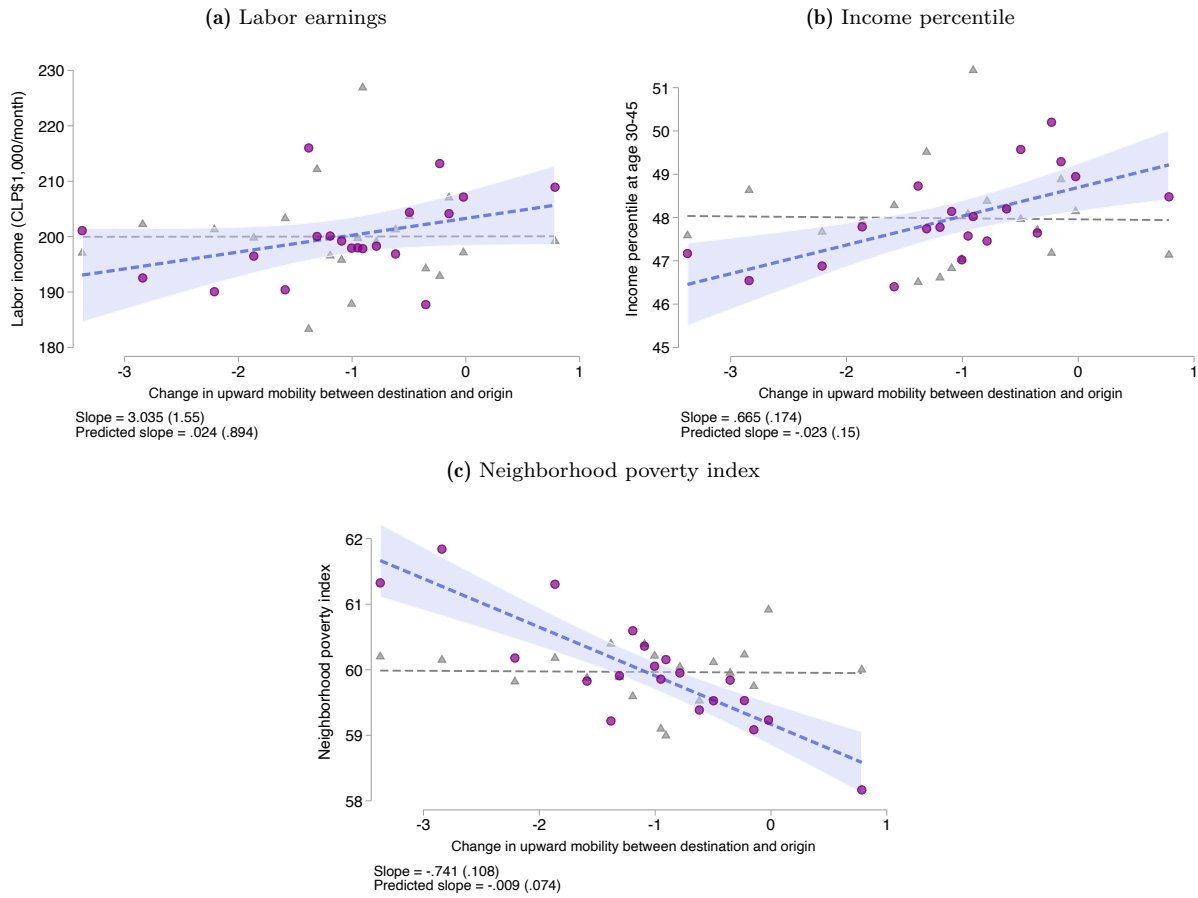 (a) Labor earnings
Labor income (CLP$1,000/month)
230
220
210
200
190
180
-3 -2 -1 0 1
Change in upward mobility between destination and origin
Slope = 3.035 (1.55)
Predicted slope = .024 (.894)
(b) Income percentile
Income percentile at age 30-45
51
50
49
48
47
46
45
-3 -2 -1 0 1
Change in upward mobility between destination and origin
Slope = .665 (.174)
Predicted slope = -.023 (.15)
(c) Neighborhood poverty index
Neighborhood poverty index
62
61
60
59
58
-3 -2 -1 0 1
Change in upward mobility between destination and origin
Slope = -.741 (.108)
Predicted slope = -.009 (.074)